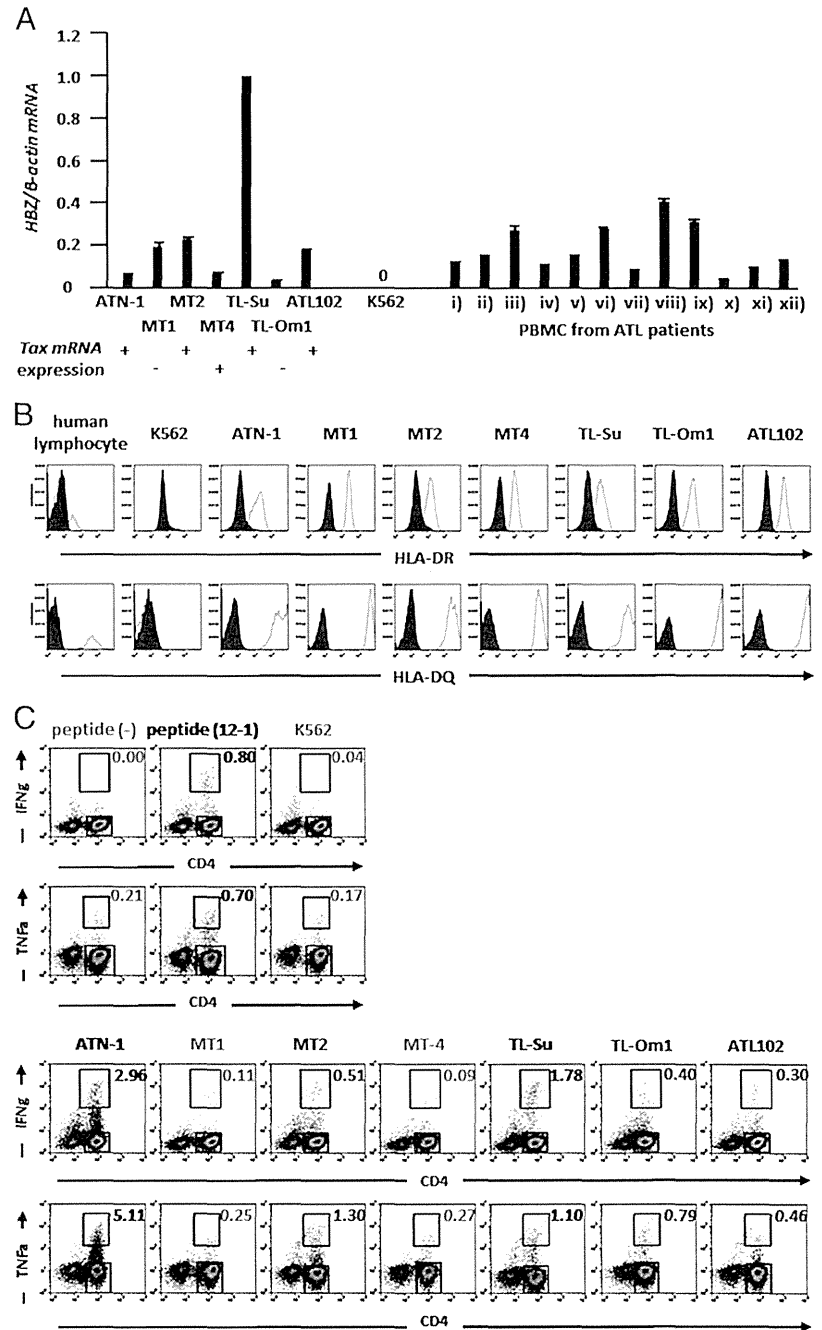 A
HBZ/β-actin mRNA
1.2
1.0
0.8
0.6
0.4
0.2
0
0
ATN-1 MT2 TL-Su ATL102 K562 i) ii) iii) iv) v) vi) vii) viii) ix) x) xi) xii)
MT1 MT4 TL-Om1 PBMC from ATL patients
Tax mRNA + + + +
expression - + -
B
human
lymphocyte K562 ATN-1 MT1 MT2 MT4 TL-Su TL-Om1 ATL102
HLA-DR
HLA-DQ
C
peptide (-) peptide (12-1) K562
IFNg
0.00 0.80 0.04
CD4
TNFa
0.21 0.70 0.17
CD4
ATN-1 MT1 MT2 MT-4 TL-Su TL-Om1 ATL102
IFNg
2.96 0.11 0.51 0.09 1.78 0.40 0.30
CD4
TNFa
5.11 0.25 1.30 0.27 1.10 0.79 0.46
CD4